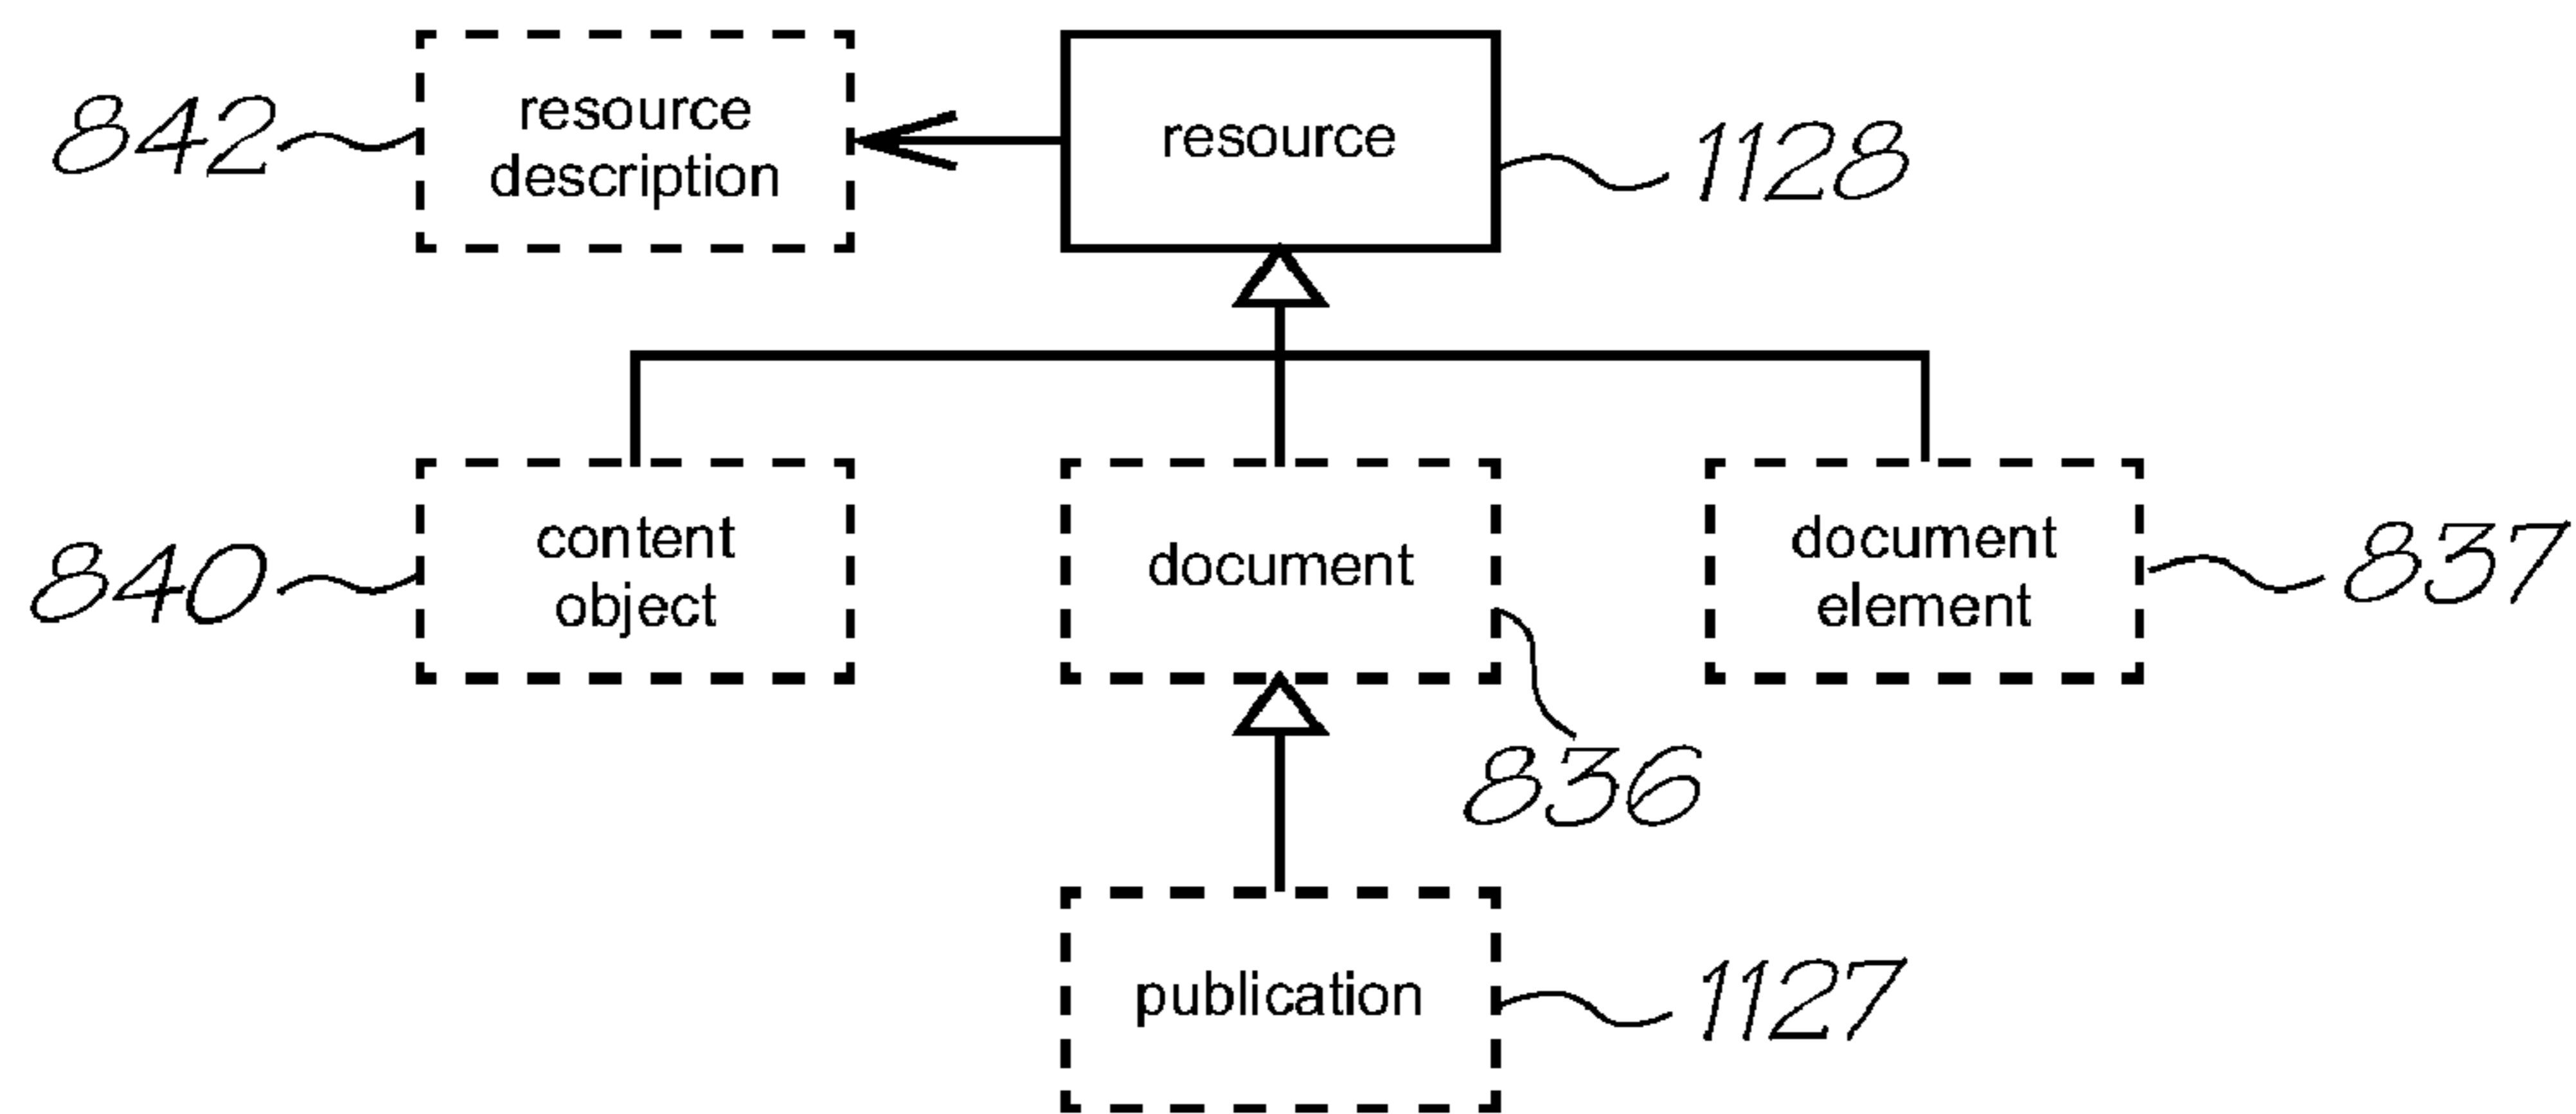 842
resource
description
resource
1128
840
content
object
document
836
document
element
837
publication
1127